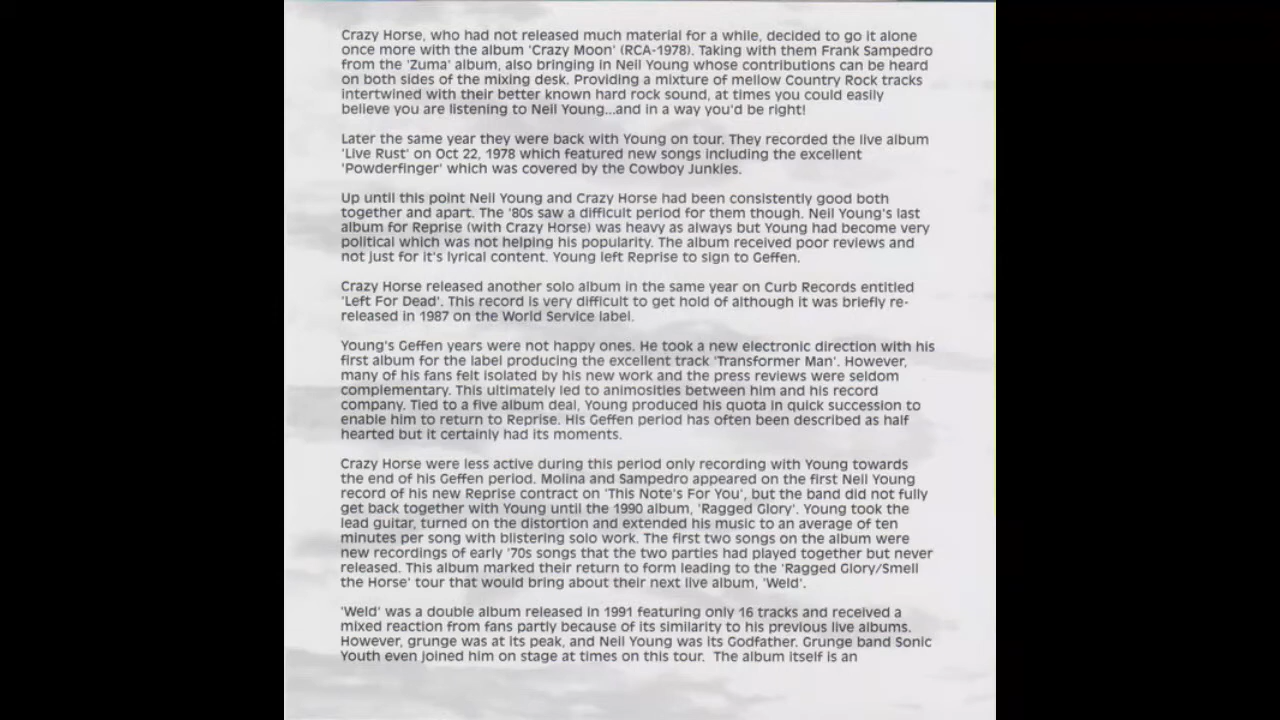 Crazy Horse, who had not released much material for a while, decided to go it alone
once more with the album 'Crazy Moon' (RCA-1978). Taking with them Frank Sampedro
from the 'Zuma' album, also bringing in Neil Young whose contributions can be heard
on both sides of the mixing desk. Providing a mixture of mellow Country Rock tracks
intertwined with their better known hard rock sound, at times you could easily
believe you are listening to Neil Young...and in a way you'd be right!
Later the same year they were back with Young on tour. They recorded the live album
'Live Rust' on Oct 22, 1978 which featured new songs including the excellent
'Powderfinger' which was covered by the Cowboy Junkies.
Up until this point Neil Young and Crazy Horse had been consistently good both
together and apart. The '80s saw a difficult period for them though. Neil Young's last
album for Reprise (with Crazy Horse) was heavy as always but Young had become very
political which was not helping his popularity. The album received poor reviews and
not just for it's lyrical content. Young left Reprise to sign to Geffen.
Crazy Horse released another solo album in the same year on Curb Records entitled
'Left For Dead'. This record is very difficult to get hold of although it was briefly re-
released in 1987 on the World Service label.
Young's Geffen years were not happy ones. He took a new electronic direction with his
first album for the label producing the excellent track 'Transformer Man'. However,
many of his fans felt isolated by his new work and the press reviews were seldom
complementary. This ultimately led to animosities between him and his record
company. Tied to a five album deal, Young produced his quota in quick succession to
enable him to return to Reprise. His Geffen period has often been described as half
hearted but it certainly had its moments.
Crazy Horse were less active during this period only recording with Young towards
the end of his Geffen period. Molina and Sampedro appeared on the first Neil Young
record of his new Reprise contract on 'This Note's For You', but the band did not fully
get back together with Young until the 1990 album, 'Ragged Glory'. Young took the
lead guitar, turned on the distortion and extended his music to an average of ten
minutes per song with blistering solo work. The first two songs on the album were
new recordings of early '70s songs that the two parties had played together but never
released. This album marked their return to form leading to the 'Ragged Glory/Smell
the Horse' tour that would bring about their next live album, 'Weld'.
'Weld' was a double album released in 1991 featuring only 16 tracks and received a
mixed reaction from fans partly because of its similarity to his previous live albums.
However, grunge was at its peak, and Neil Young was its Godfather. Grunge band Sonic
Youth even joined him on stage at times on this tour. The album itself is an